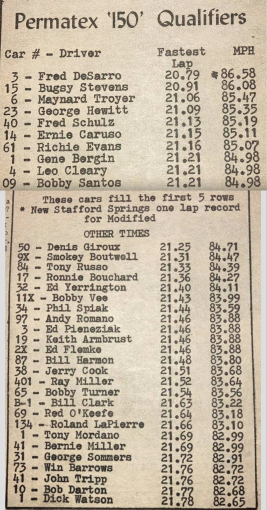 Permatex '150' Qualifiers
Car # - Driver Fastest Lap MPH
3 - Fred DeSarro 20.79 *86.58
15 - Bugsy Stevens 20.91 86.08
6 - Maynard Troyer 21.06 85.47
23 - George Hewitt 21.09 85.35
40 - Fred Schulz 21.13 85.19
14 - Ernie Caruso 21.15 85.11
61 - Richie Evans 21.16 85.07
1 - Gene Bergin 21.21 84.98
4 - Leo Cleary 21.21 84.98
09 - Bobby Santos 21.21 84.98
These cars fill the first 5 rows
* New Stafford Springs one lap record
for Modified
OTHER TIMES
50 - Denis Giroux 21.25 84.71
9X - Smokey Boutwell 21.31 84.47
84 - Tony Russo 21.33 84.39
17 - Ronnie Bouchard 21.36 84.27
32 - Ed Yerrington 21.40 84.11
11X - Bobby Vee 21.43 83.99
34 - Phil Spiak 21.44 83.59
97 - Andy Romano 21.46 83.88
3 - Ed Pieneziak 21.46 83.88
19 - Keith Armbrust 21.46 83.88
2X - Ed Flemke 21.46 83.88
87 - Bill Harmon 21.48 83.80
38 - Jerry Cook 21.51 83.68
401 - Ray Miller 21.52 83.64
65 - Bobby Turner 21.54 83.56
B-1 - Bill Clark 21.63 83.22
69 - Red O'Keefe 21.64 83.18
134 - Roland LaPierre 21.66 83.10
1 - Tony Mordano 21.69 82.99
41 - Bernie Miller 21.69 82.99
31 - George Sommers 21.72 82.91
73 - Win Barrows 21.76 82.72
41 - John Tripp 21.76 82.72
10 - Bob Darton 21.77 82.68
1 - Dick Watson 21.78 82.65